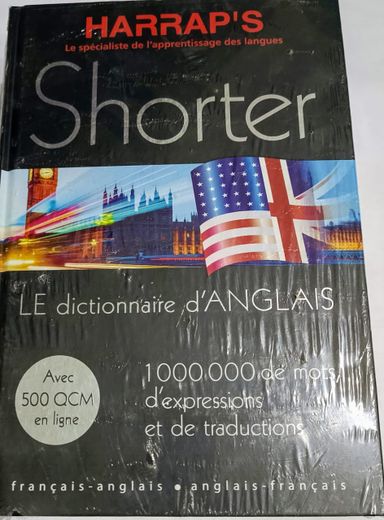 HARRAP'S
Le spécialiste de l'apprentissage des langues
Shorter
LE dictionnaire d'ANGLAIS
Avec
500 QCM
en ligne
1 000 000 de mots,
d'expressions
et de traductions
français-anglais • anglais-français